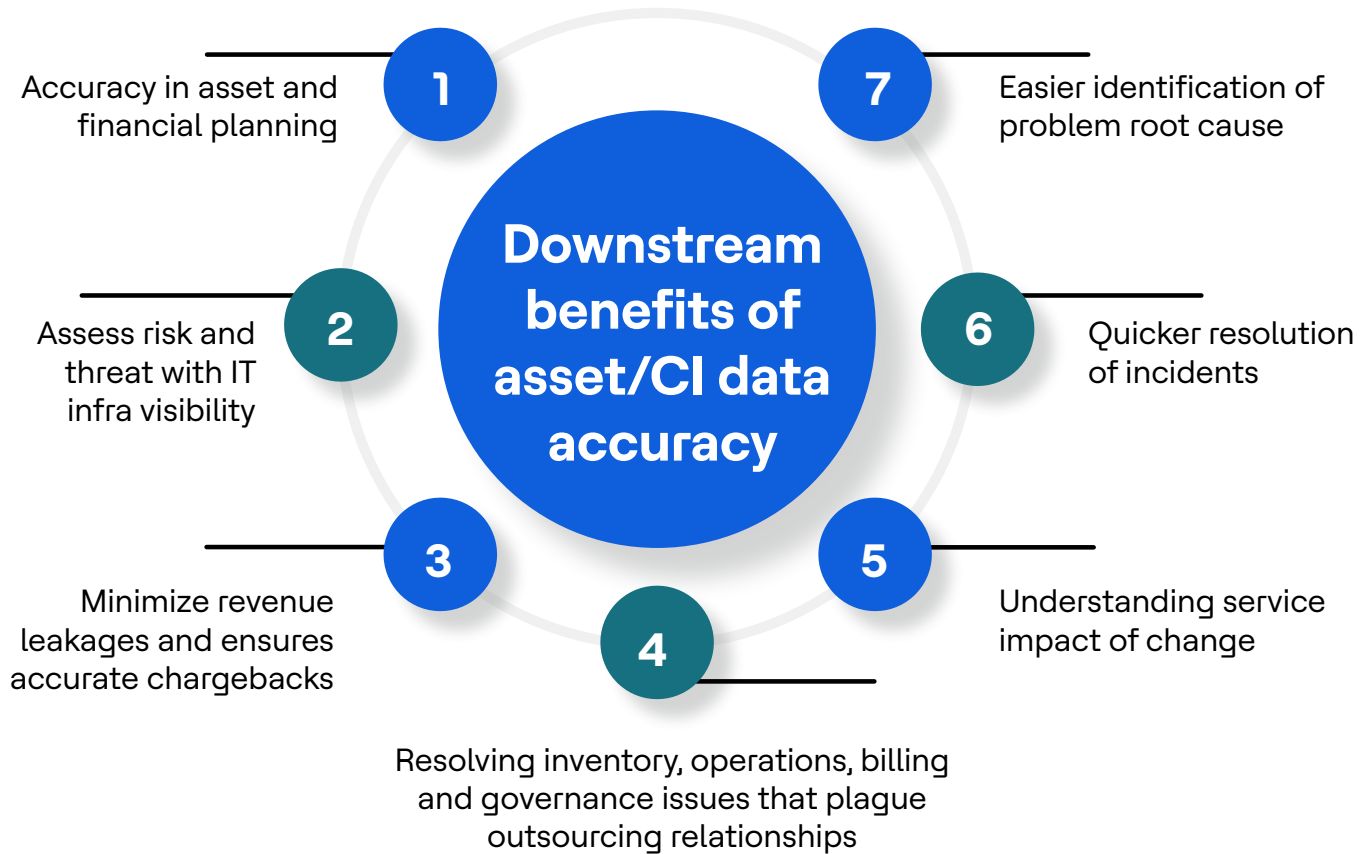 Downstream
benefits of
asset/CI data
accuracy
1
Accuracy in asset and
financial planning
2
Assess risk and
threat with IT
infra visibility
3
Minimize revenue
leakages and ensures
accurate chargebacks
4
Resolving inventory, operations, billing
and governance issues that plague
outsourcing relationships
5
Understanding service
impact of change
6
Quicker resolution
of incidents
7
Easier identification of
problem root cause